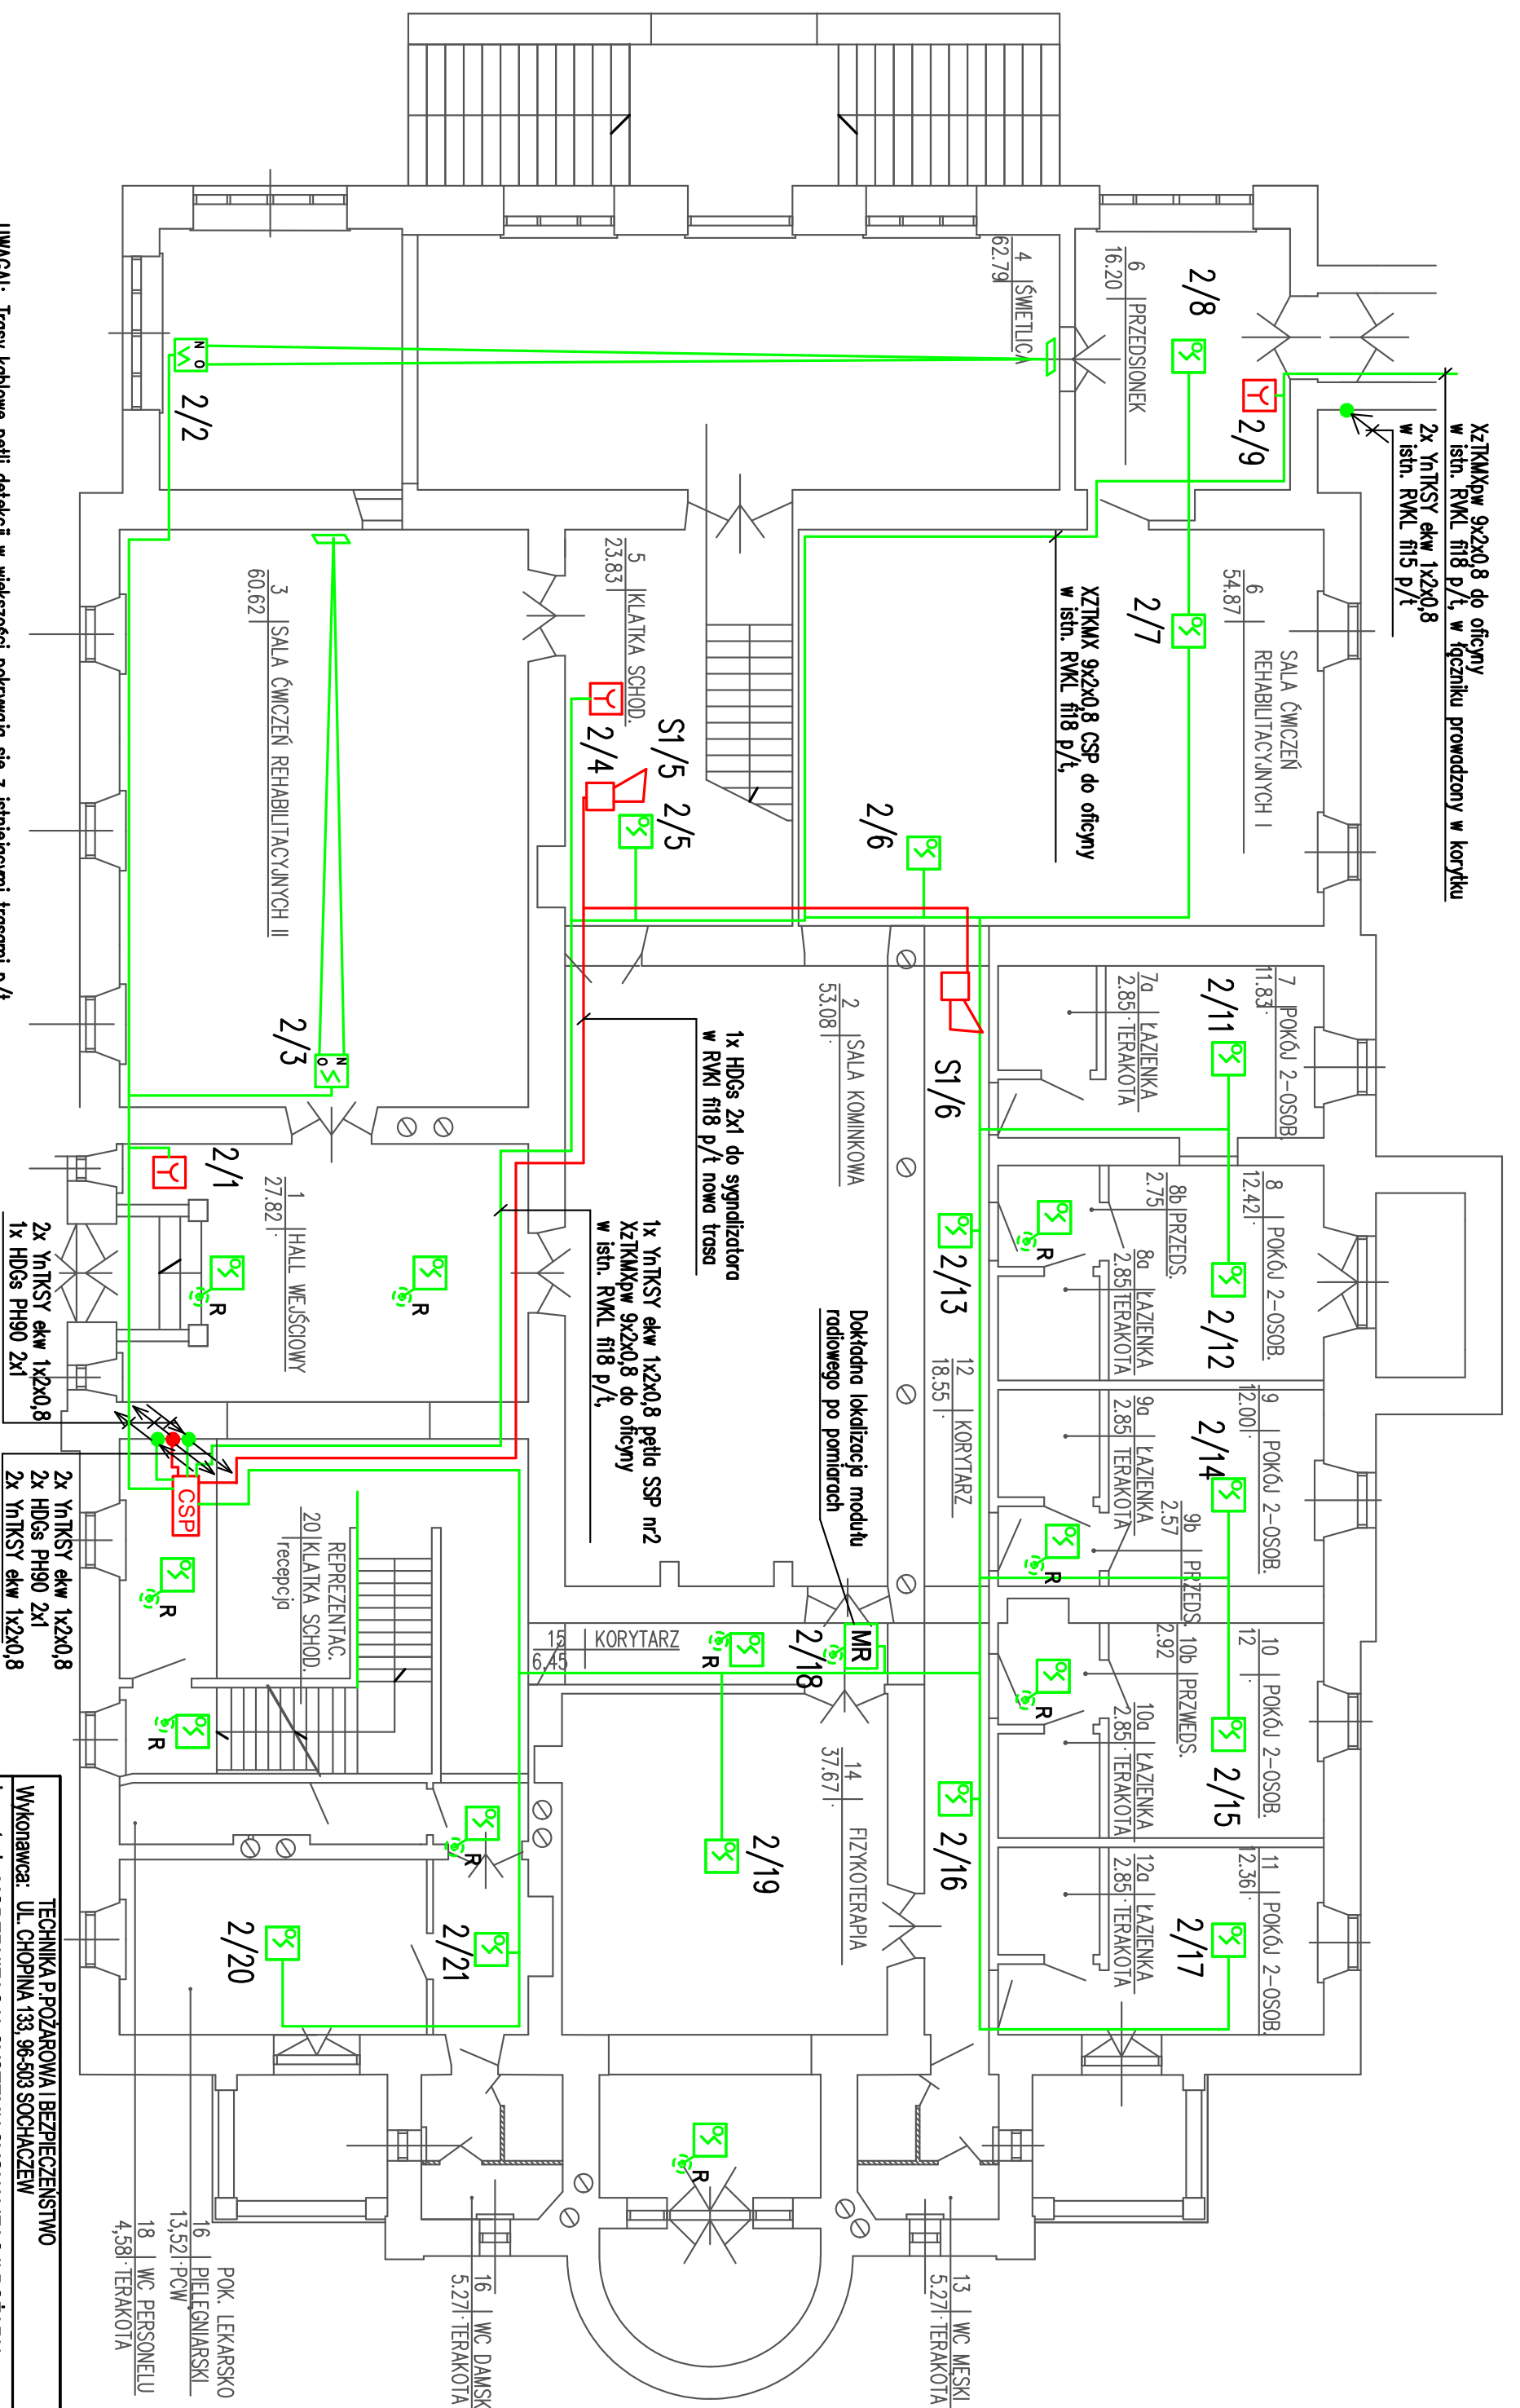 XzTKMXpw 9x2x0,8 do oficyny
w istn. RVKL fi18 p/t, w łączniku prowadzony w korytku
2x YnTKSY ekw 1x2x0,8
w istn. RVKL fi15 p/t
2/8
2/9
6 PRZEDSIONEK
16.20
4 ŚWIETLICA
62.79
2/2
6 SALA ĆWICZEŃ
54.87 REHABILITACYJNYCH I
2/7
XZTKMX 9x2x0,8 CSP do oficyny
w istn. RVKL fi18 p/t,
2/6
5 KLATKA SCHOD.
23.83
2/4
S1/5
2/5
3 SALA ĆWICZEŃ REHABILITACYJNYCH II
60.62
2/3
N O
N O
UWAGA!: Trasy kablowe pętli detekcji w większości pokrywają się z istniejącymi trasami p/t
7 POKÓJ 2-OSOB.
11.83
2/11
7a ŁAZIENKA
2.85 TERAKOTA
S1/6
2 SALA KOMINKOWA
53.08
1x HDGs 2x1 do sygnalizatora
w RVKl fi18 p/t nowa trasa
8 POKÓJ 2-OSOB.
12.42
2/12
8b PRZEDS.
2.75
8a ŁAZIENKA
2.85 TERAKOTA
R
2/13
2/1
1 HALL WEJŚCIOWY
27.82
R
R
1x YnTKSY ekw 1x2x0,8 pętla SSP nr2
XzTKMXpw 9x2x0,8 do oficyny
w istn. RVKL fi18 p/t,
Dokładna lokalizacja modułu
radiowego po pomiarach
12 KORYTARZ
18.55
9 POKÓJ 2-OSOB.
12.00
2/14
9a ŁAZIENKA
2.85 TERAKOTA
9b PRZEDS.
2.57
R
2x YnTKSY ekw 1x2x0,8
1x HDGs PH90 2x1
CSP
2x YnTKSY ekw 1x2x0,8
2x HDGs PH90 2x1
2x YnTKSY ekw 1x2x0,8
R
REPREZENTAC.
20 KLATKA SCHOD.
recepcja
R
15 KORYTARZ
6,45
R
MR
2/18
10 POKÓJ 2-OSOB.
12
2/15
10b PRZWEDS.
2.92
10a ŁAZIENKA
2.85 TERAKOTA
R
14 FIZYKOTERAPIA
37.67
2/19
2/16
11 POKÓJ 2-OSOB.
12.36
2/17
12a ŁAZIENKA
2.85 TERAKOTA
R
2/21
2/20
R
13 WC MĘSKI
5.27 TERAKOTA
16 WC DAMSK
5.27 TERAKOTA
POK. LEKARSKO
16 PIELĘGNIARSKI
13,52 PCW
18 WC PERSONELU
4,58 TERAKOTA
TECHNIKA P.POŻAROWA I BEZPIECZEŃSTWO
Wykonawca: UL. CHOPINA 133, 96-503 SOCHACZEW